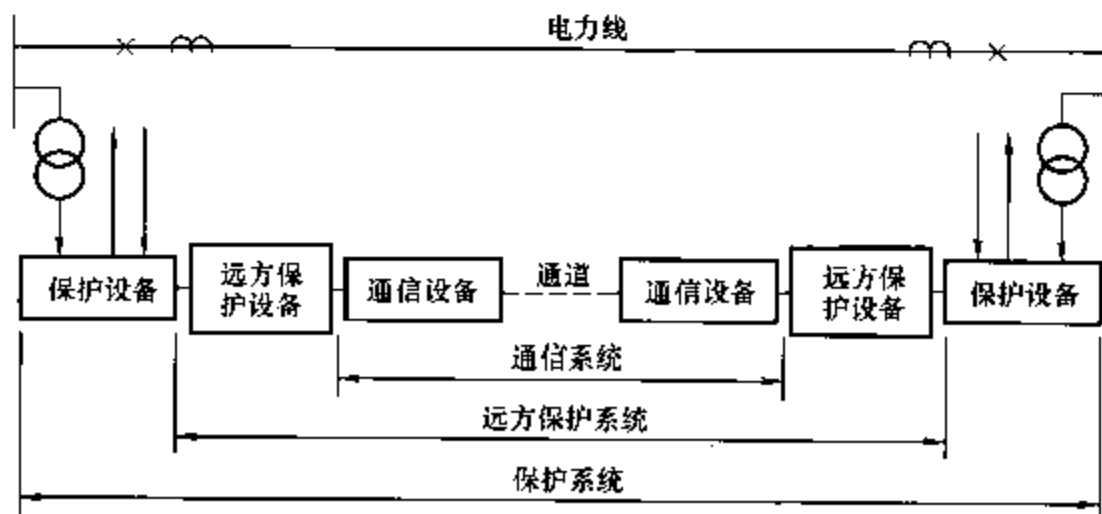 电力线
保护设备
远方保
护设备
通信设备
通道
通信设备
远方保
护设备
保护设备
通信系统
远方保护系统
保护系统